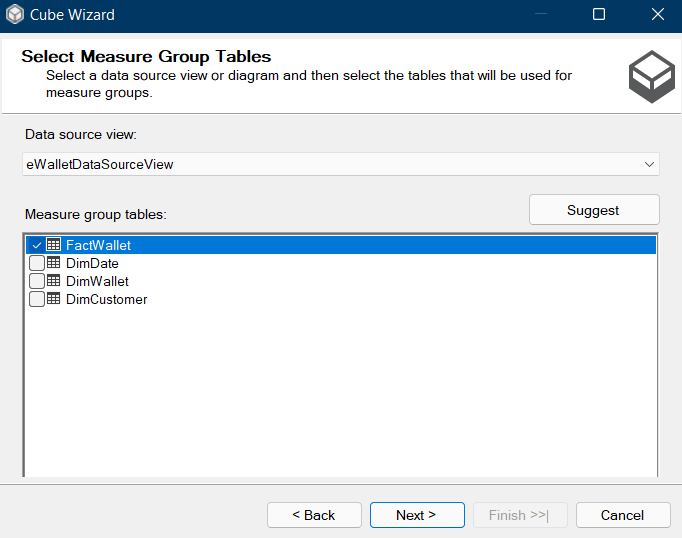 Cube Wizard
Select Measure Group Tables
Select a data source view or diagram and then select the tables that will be used for
measure groups.
Data source view:
eWalletDataSourceView
Suggest
Measure group tables:
FactWallet
DimDate
DimWallet
DimCustomer
< Back
Next >
Finish >>|
Cancel